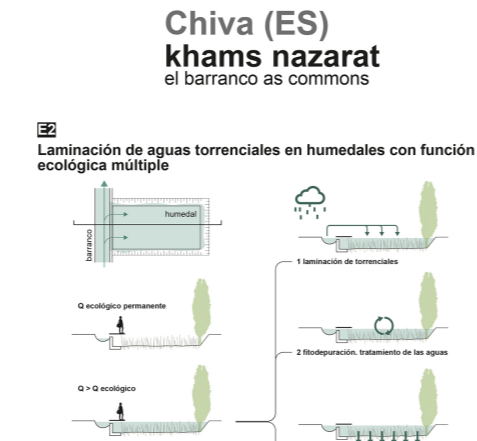 Chiva (ES)
khams nazarat
el barranco as commons
E2
Laminación de aguas torrenciales en humedales con función
ecológica múltiple
humedal
barranco
1 laminación de torrenciales
Q ecológico permanente
2 fitodepuración. tratamiento de las aguas
Q > Q ecológico